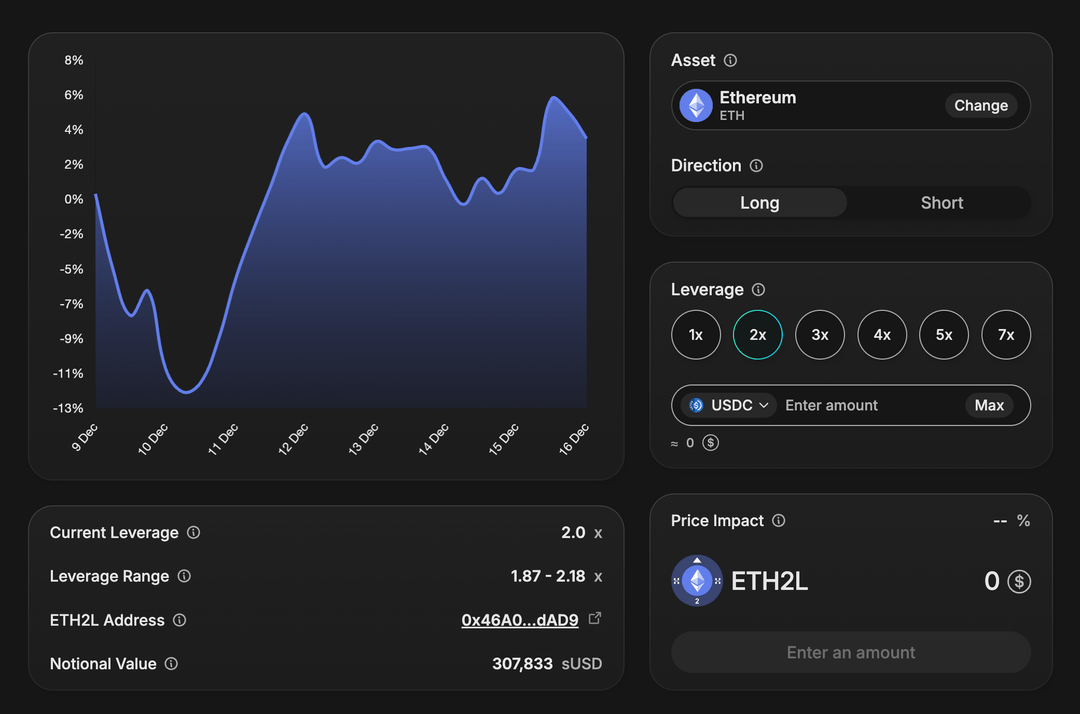 8%
6%
4%
2%
0%
-2%
-5%
-7%
-9%
-11%
-13%
9 Dec
10 Dec
11 Dec
12 Dec
13 Dec
14 Dec
15 Dec
16 Dec
Current Leverage 2.0 x
Leverage Range 1.87 - 2.18 x
ETH2L Address 0x46A0...dAD9
Notional Value 307,833 sUSD
Asset
Ethereum
ETH
Change
Direction
Long Short
Leverage
1x 2x 3x 4x 5x 7x
USDC Enter amount Max
≈ 0 $
Price Impact -- %
2
ETH2L 0 $
Enter an amount